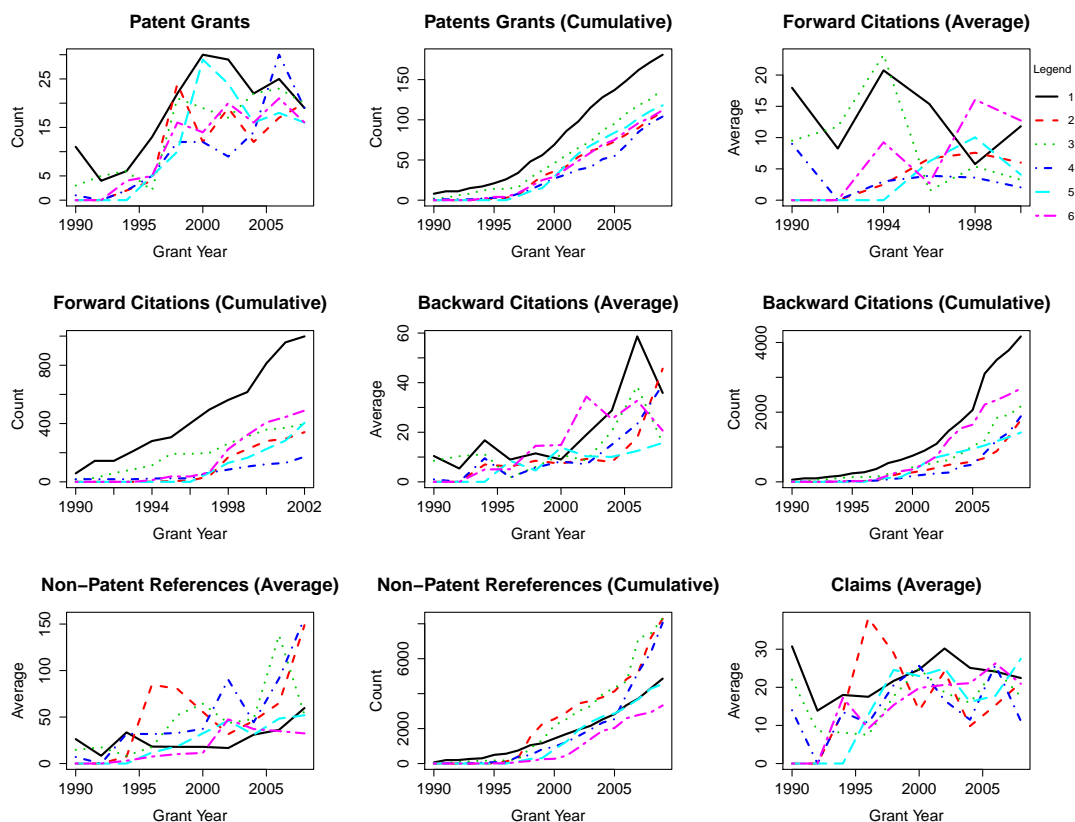 Patent Grants
Count
0 5 15 25
1990 1995 2000 2005
Grant Year
Patents Grants (Cumulative)
Count
0 50 100 150
1990 1995 2000 2005
Grant Year
Forward Citations (Average)
Average
0 5 10 15 20
1990 1994 1998
Grant Year
Legend
1
2
3
4
5
6
Forward Citations (Cumulative)
Count
0 400 800
1990 1994 1998 2002
Grant Year
Backward Citations (Average)
Average
0 20 40 60
1990 1995 2000 2005
Grant Year
Backward Citations (Cumulative)
Count
0 2000 4000
1990 1995 2000 2005
Grant Year
Non−Patent References (Average)
Average
0 50 100 150
1990 1995 2000 2005
Grant Year
Non−Patent Rereferences (Cumulative)
Count
0 2000 6000
1990 1995 2000 2005
Grant Year
Claims (Average)
Average
0 10 20 30
1990 1995 2000 2005
Grant Year